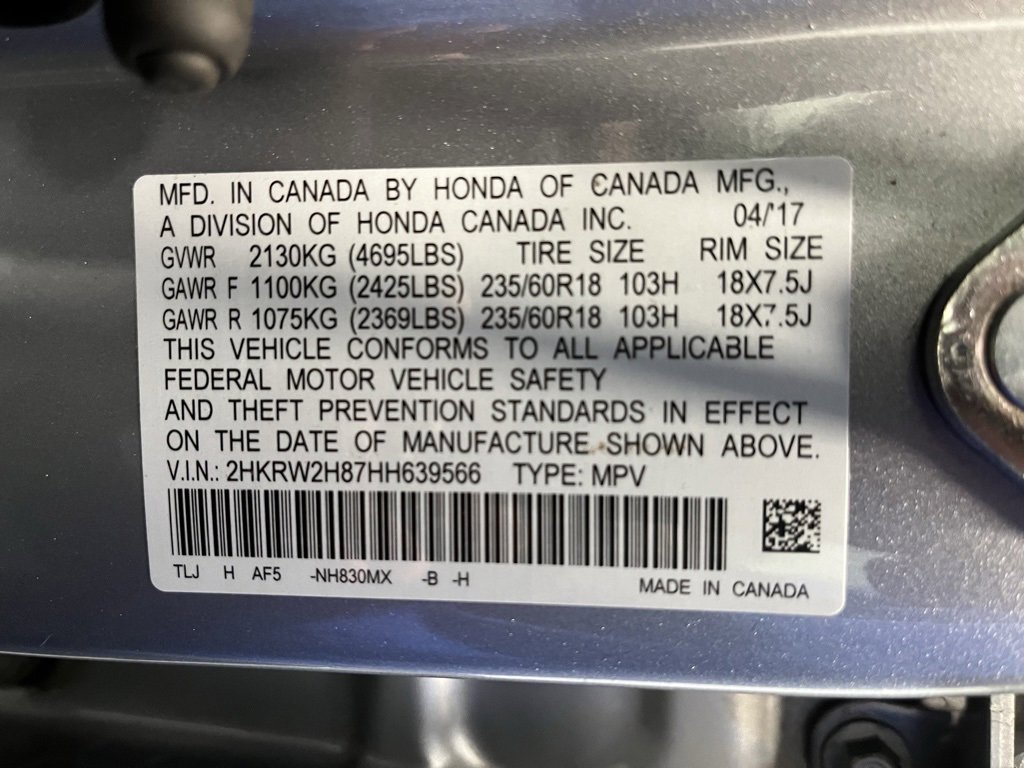 MFD. IN CANADA BY HONDA OF CANADA MFG.,
A DIVISION OF HONDA CANADA INC. 04/'17
GVWR 2130KG (4695LBS) TIRE SIZE RIM SIZE
GAWR F 1100KG (2425LBS) 235/60R18 103H 18X7.5J
GAWR R 1075KG (2369LBS) 235/60R18 103H 18X7.5J
THIS VEHICLE CONFORMS TO ALL APPLICABLE
FEDERAL MOTOR VEHICLE SAFETY
AND THEFT PREVENTION STANDARDS IN EFFECT
ON THE DATE OF MANUFACTURE SHOWN ABOVE.
V.I.N.: 2HKRW2H87HH639566 TYPE: MPV
TLJ H AF5 -NH830MX -B -H MADE IN CANADA